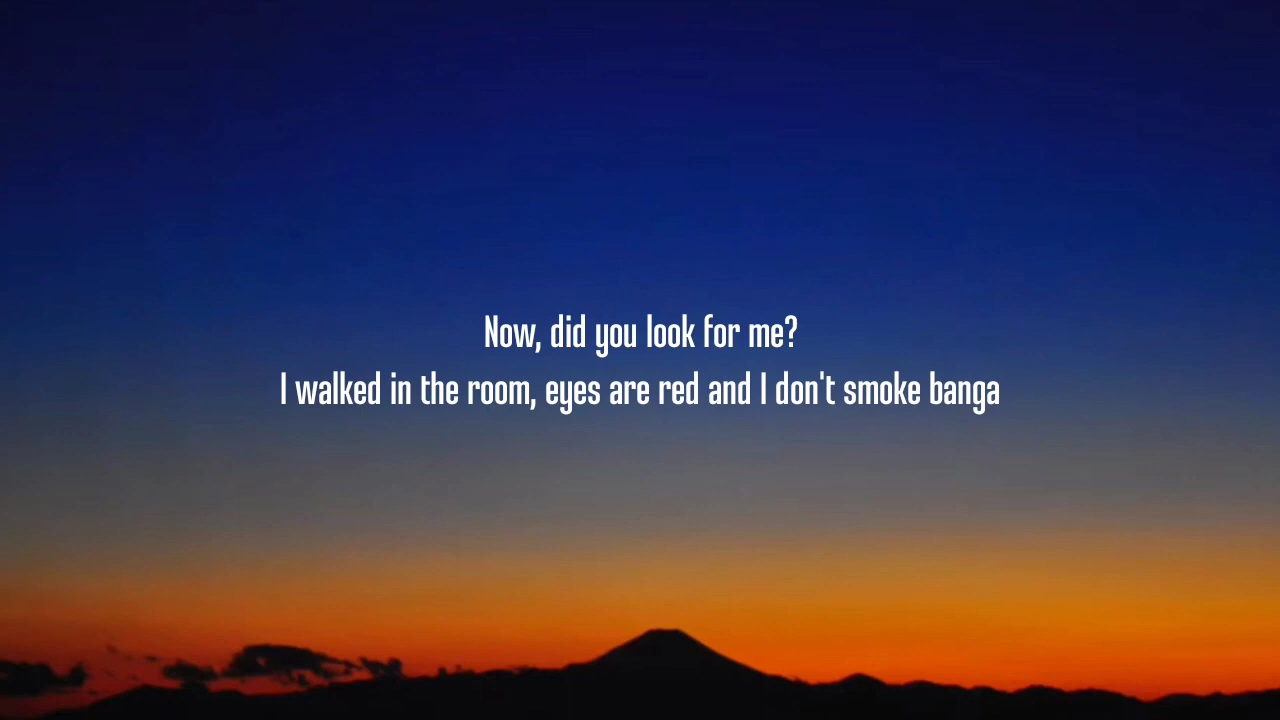 Now, did you look for me?
I walked in the room, eyes are red and I don't smoke banga